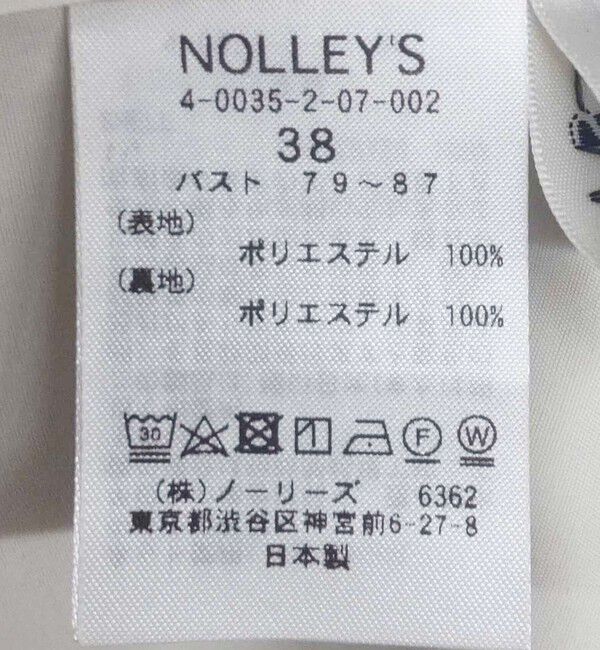 NOLLEY'S
4-0035-2-07-002
38
バスト 79～87
(表地)
ポリエステル 100%
(裏地)
ポリエステル 100%
30 F W
(株)ノーリーズ 6362
東京都渋谷区神宮前6-27-8
日本製